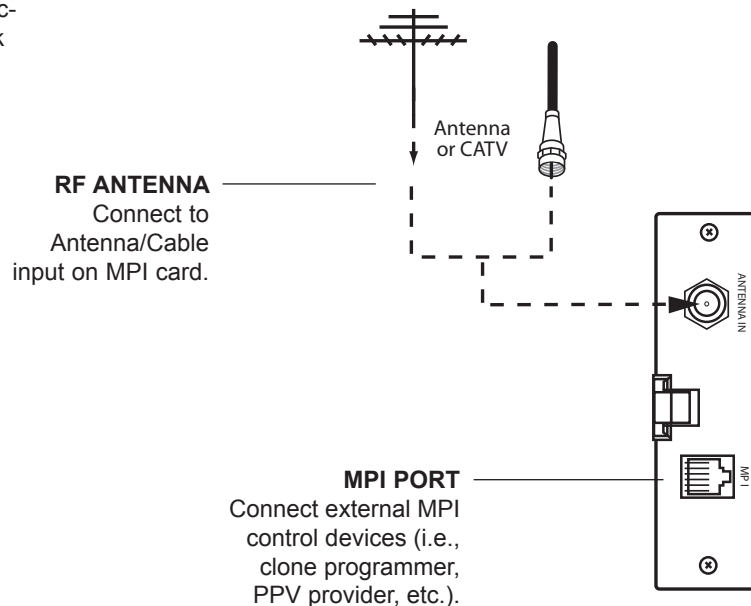 c-
k
Antenna
or CATV
RF ANTENNA
Connect to
Antenna/Cable
input on MPI card.
ANTENNA IN
MPI PORT
Connect external MPI
control devices (i.e.,
clone programmer,
PPV provider, etc.).
MPI